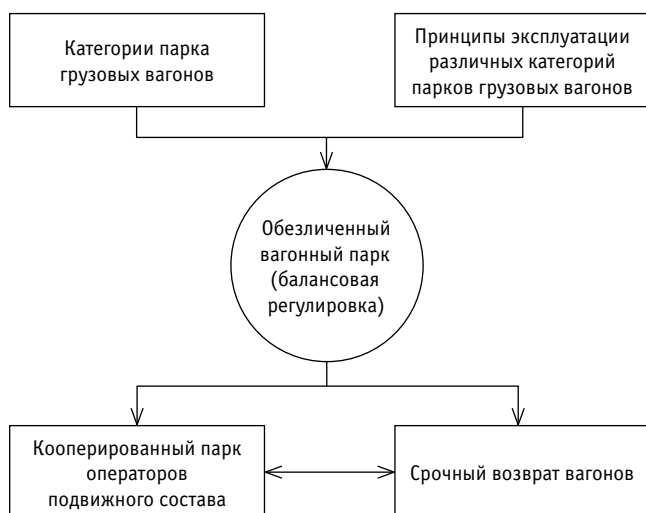 Категории парка
грузовых вагонов
Принципы эксплуатации
различных категорий
парков грузовых вагонов
Обезличенный
вагонный парк
(балансовая
регулировка)
Кооперированный парк
операторов
подвижного состава
Срочный возврат вагонов